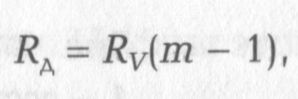 R_д = R_V(m − 1),